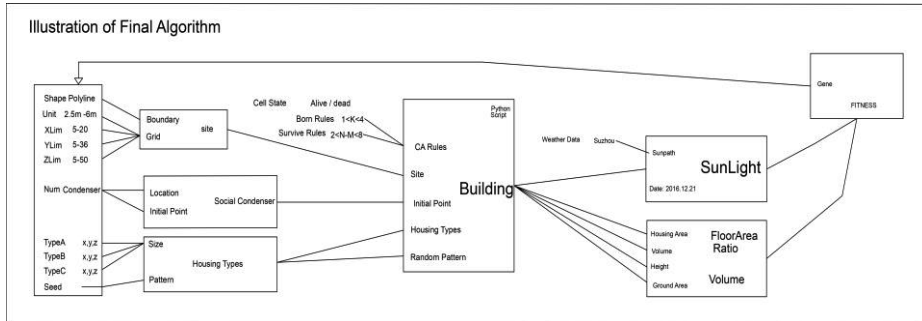 Illustration of Final Algorithm
Shape Polyline
Unit 2.5m -6m
XLim 5-20
YLim 5-36
ZLim 5-50
Num Condenser
TypeA x,y,z
TypeB x,y,z
TypeC x,y,z
Seed
Boundary
Grid
site
Location
Initial Point
Social Condenser
Size
Housing Types
Pattern
Cell State Alive / dead
Born Rules 1<K<4
Survive Rules 2<N-M<8
Python
Script
CA Rules
Site
Building
Initial Point
Housing Types
Random Pattern
Weather Data Suzhou
Sunpath
SunLight
Date: 2016.12.21
Housing Area
FloorArea
Ratio
Volume
Height
Volume
Ground Area
Gene
FITNESS